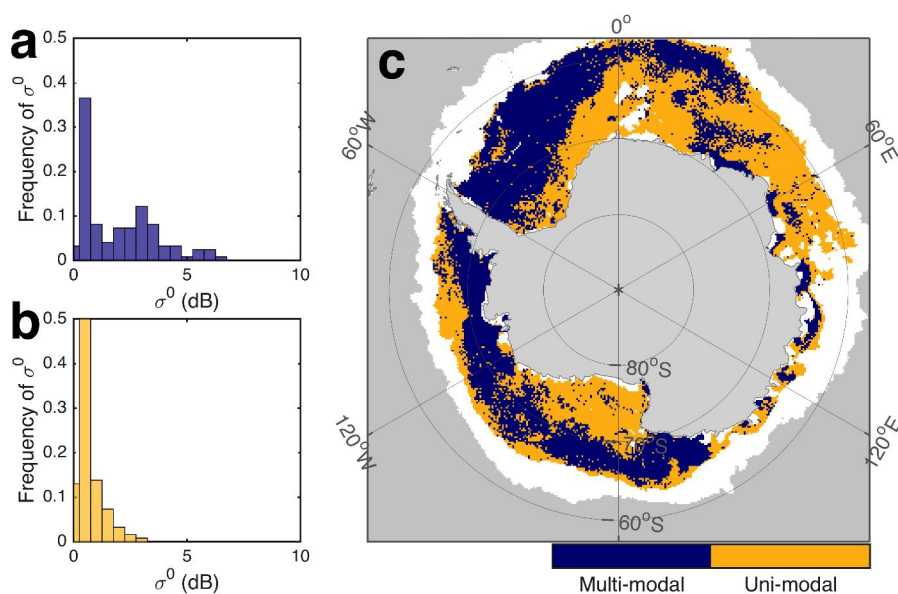 a
0.5
0.4
0.3
0.2
0.1
0
Frequency of σ⁰
0 5 10
σ⁰ (dB)
b
0.5
0.4
0.3
0.2
0.1
0
Frequency of σ⁰
0 5 10
σ⁰ (dB)
c
0°
60°W
60°E
80°S
70°S
60°S
120°W
120°E
Multi-modal Uni-modal